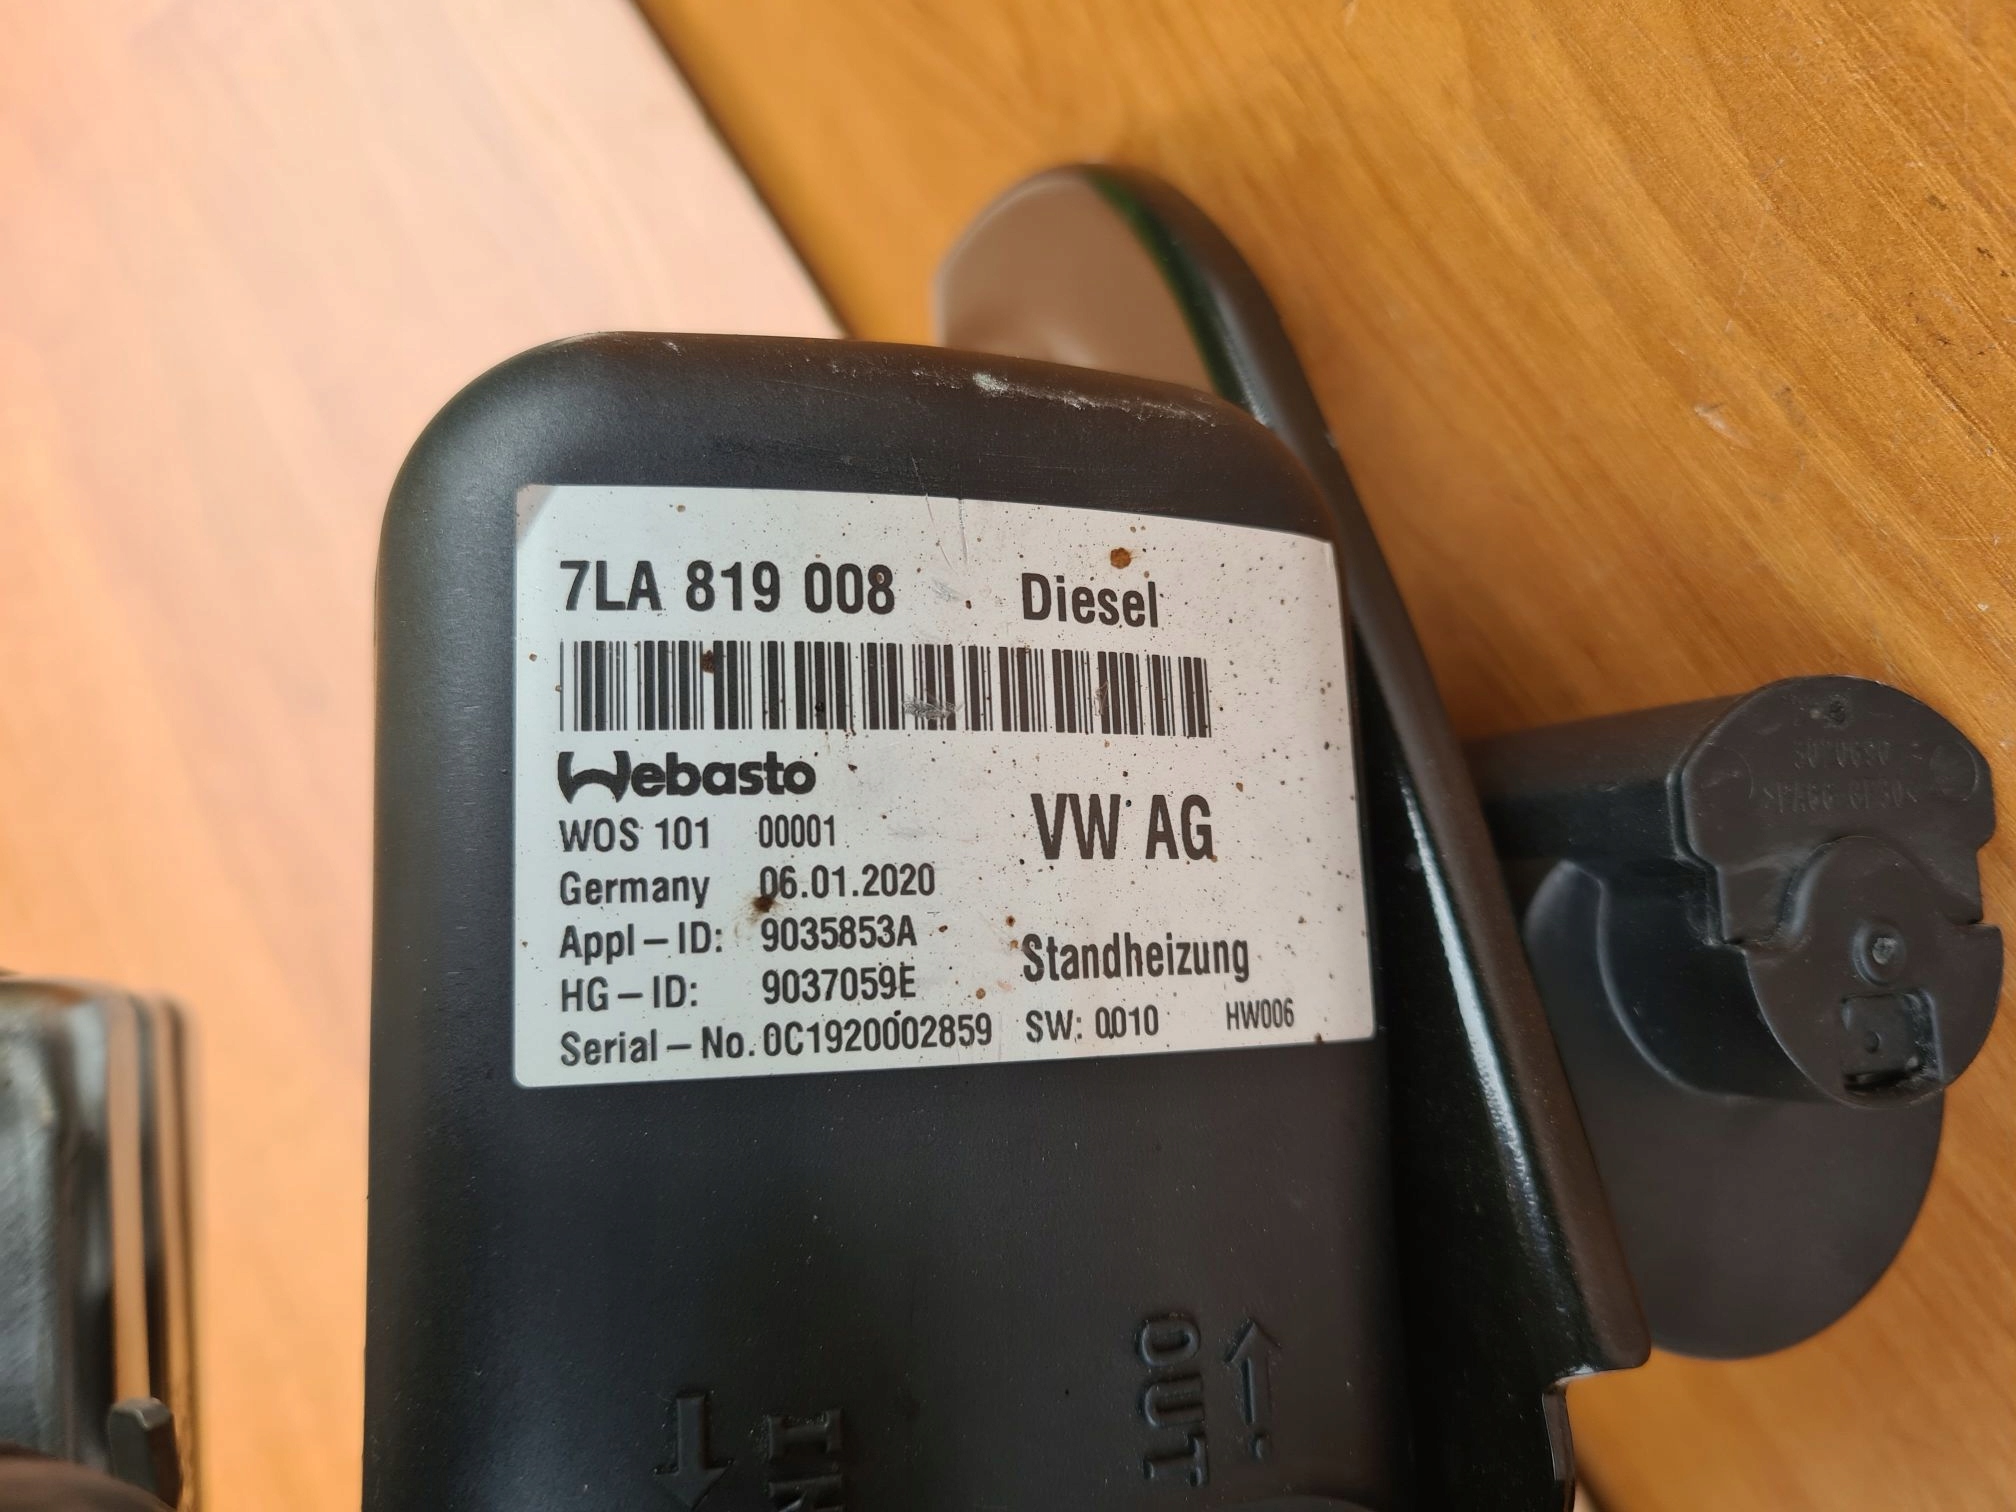 7LA 819 008 Diesel
Webasto
WOS 101 00001 VW AG
Germany 06.01.2020
Appl-ID: 9035853A
HG-ID: 9037059E Standheizung
Serial-No. 0C1920002859 SW: 0010 HW006
OUT